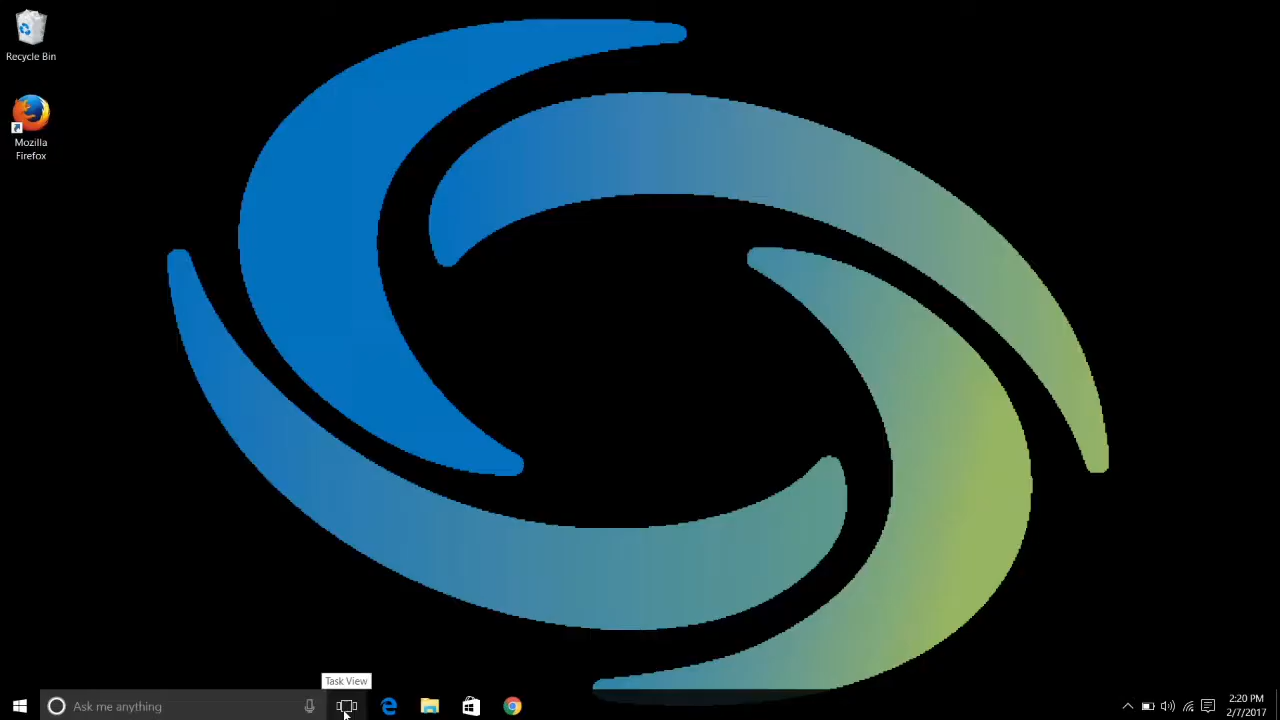 Recycle Bin
Mozilla
Firefox
Task View
Ask me anything
2:20 PM
2/7/2017